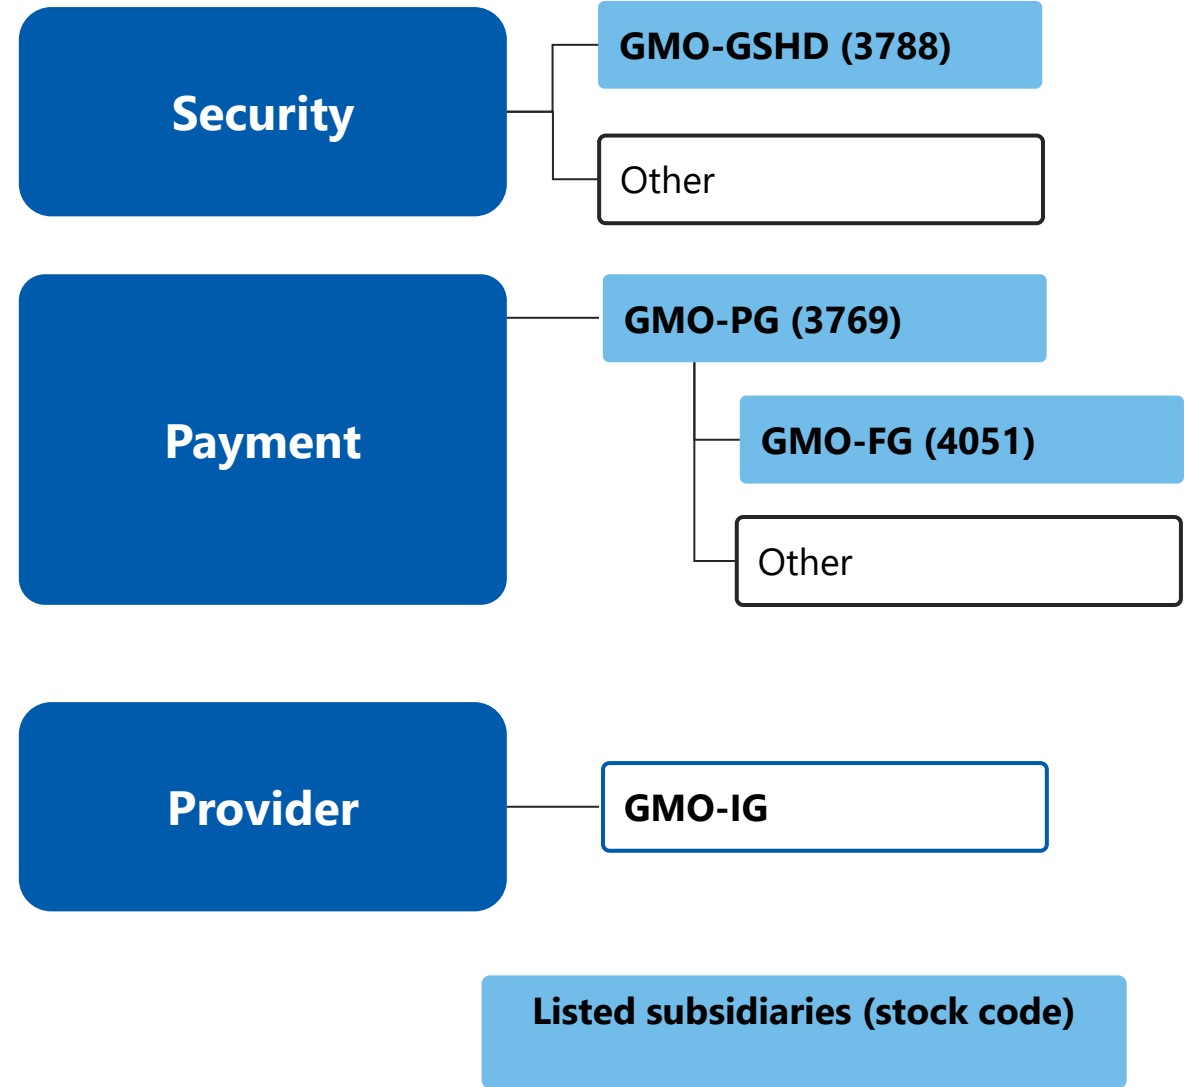 Security
GMO-GSHD (3788)
Other
Payment
GMO-PG (3769)
GMO-FG (4051)
Other
Provider
GMO-IG
Listed subsidiaries (stock code)